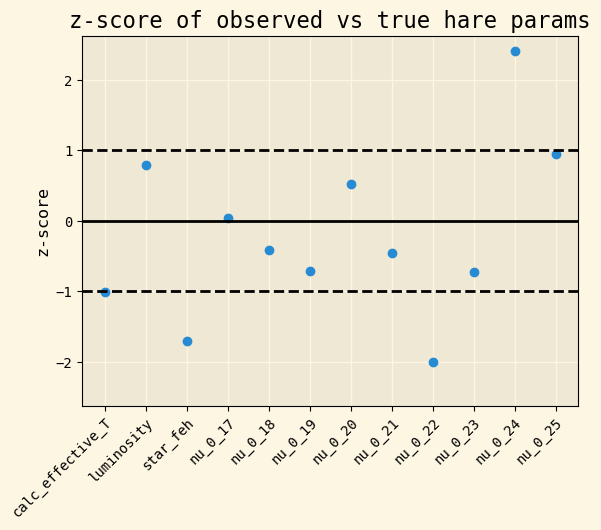 z-score of observed vs true hare params
z-score
2
1
0
−1
−2
calc_effective_T
luminosity
star_feh
nu_0_17
nu_0_18
nu_0_19
nu_0_20
nu_0_21
nu_0_22
nu_0_23
nu_0_24
nu_0_25